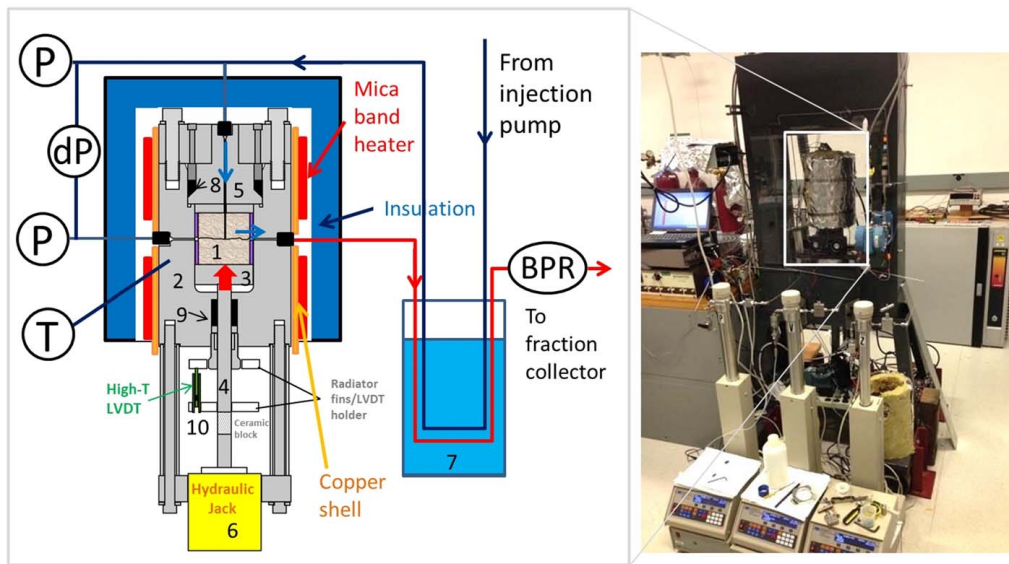 P
From
injection
pump
Mica
band
heater
dP
8
5
Insulation
P
1
BPR
2
3
T
9
To
fraction
collector
High-T
LVDT
4
Radiator
fins/LVDT
holder
10
Ceramic
block
7
Copper
shell
Hydraulic
Jack
6